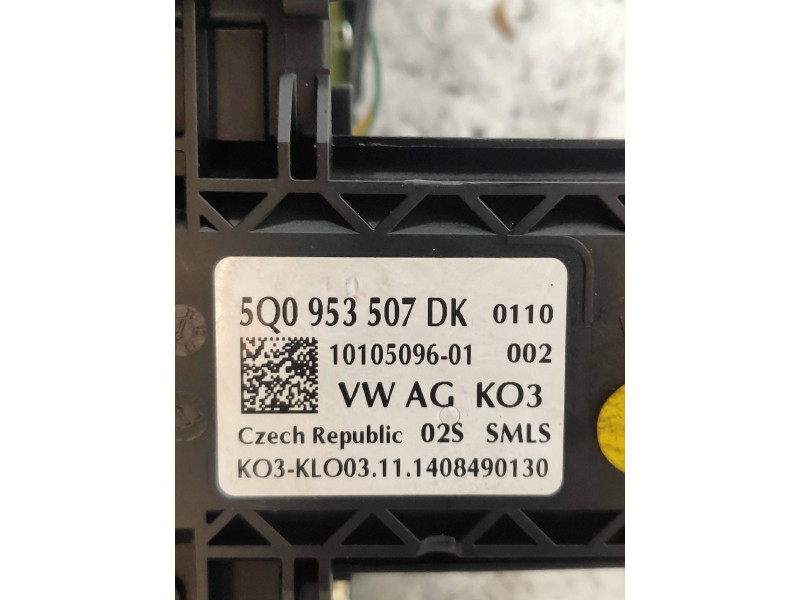 5Q0 953 507 DK 0110
10105096-01 002
VW AG KO3
Czech Republic 02S SMLS
KO3-KLO03.11.1408490130